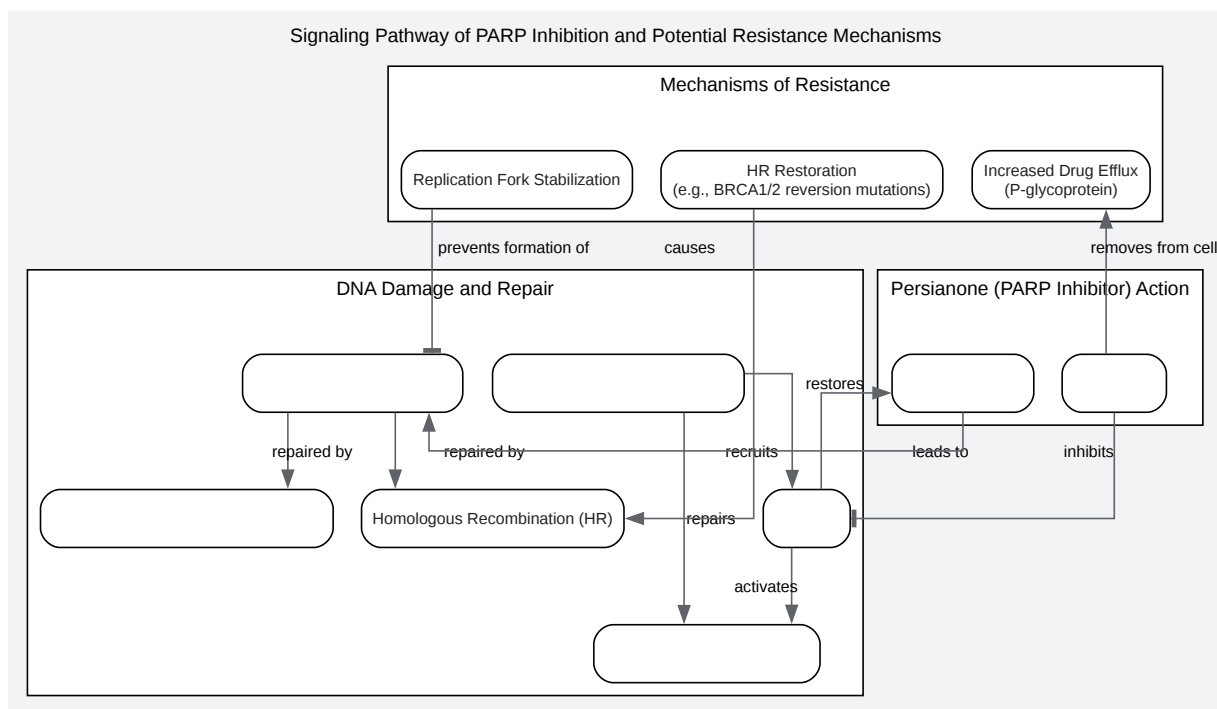 Signaling Pathway of PARP Inhibition and Potential Resistance Mechanisms
Mechanisms of Resistance
Replication Fork Stabilization
HR Restoration
(e.g., BRCA1/2 reversion mutations)
Increased Drug Efflux
(P-glycoprotein)
prevents formation of
causes
removes from cell
DNA Damage and Repair
Persianone (PARP Inhibitor) Action
restores
repaired by
repaired by
recruits
leads to
inhibits
Homologous Recombination (HR)
repairs
activates